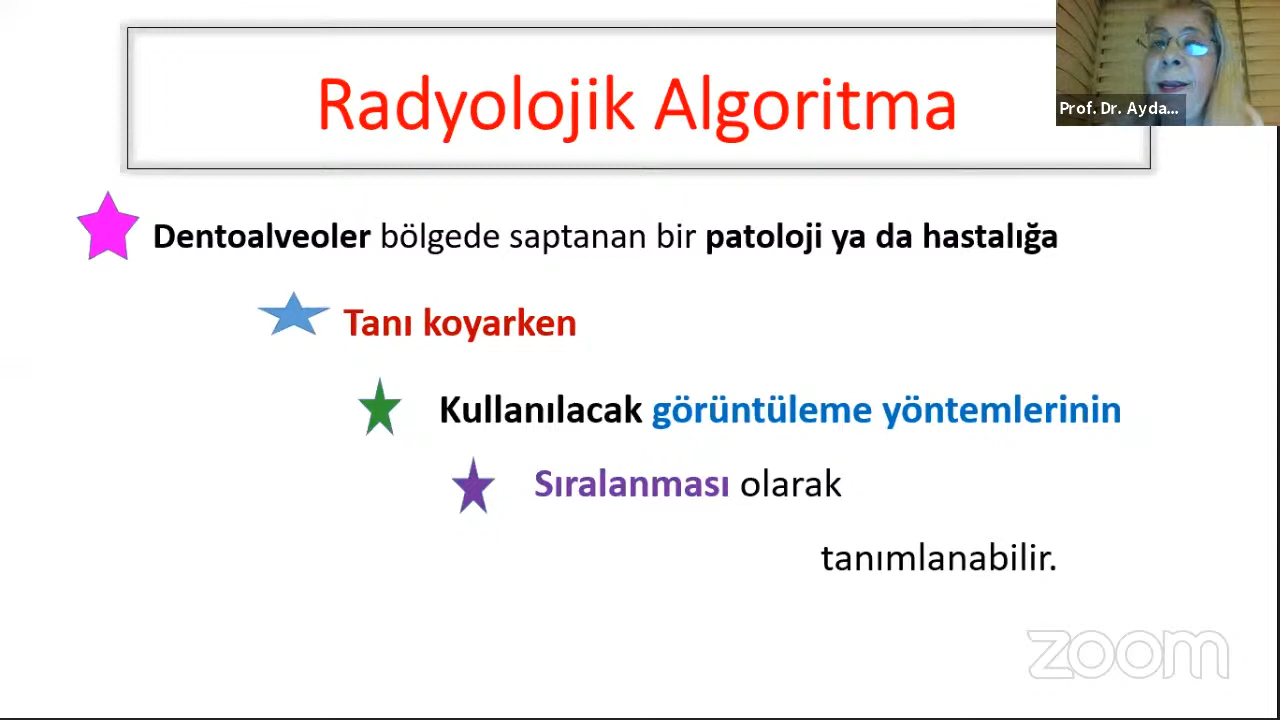 Radyolojik Algoritma
Prof. Dr. Ayda...
Dentoalveoler bölgede saptanan bir patoloji ya da hastalığa
Tanı koyarken
Kullanılacak görüntüleme yöntemlerinin
Sıralanması olarak
tanımlanabilir.
zoom